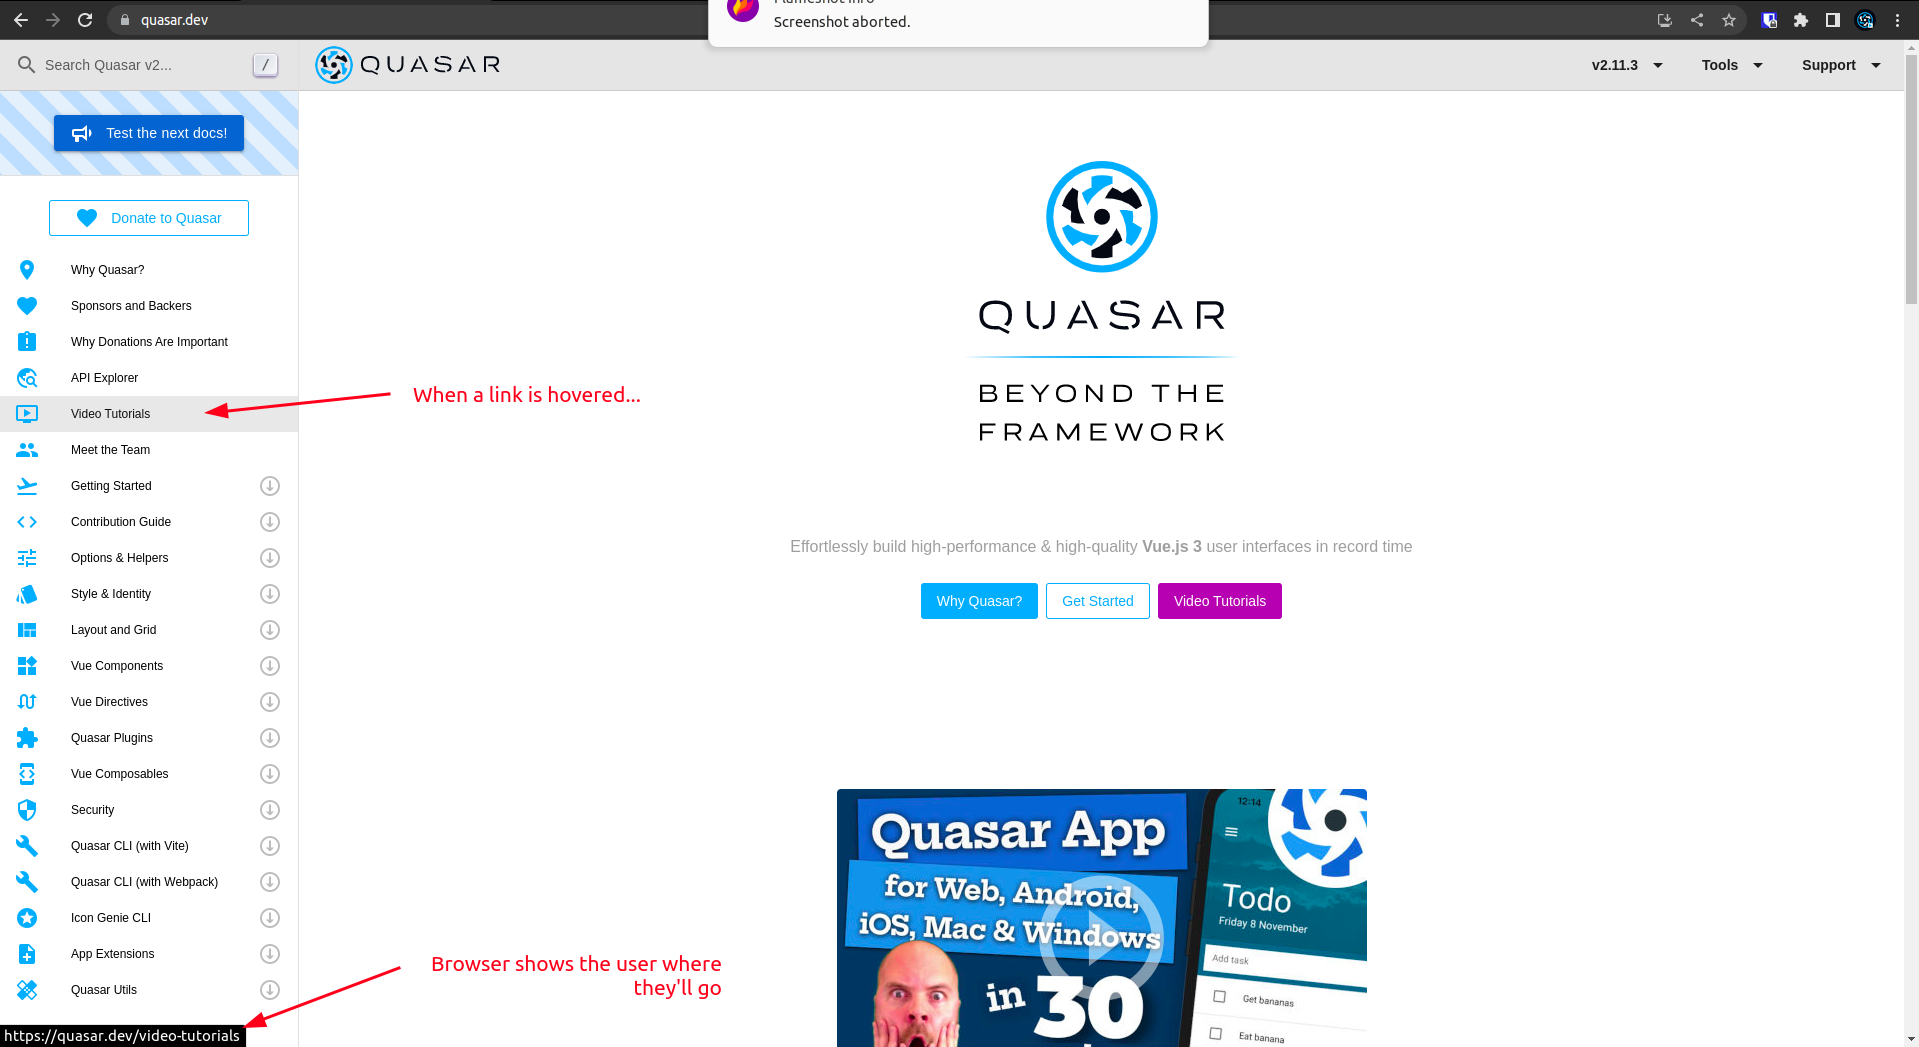 quasar.dev
Flameshot Info
Screenshot aborted.
Search Quasar v2...
/
QUASAR
v2.11.3
Tools
Support
Test the next docs!
Donate to Quasar
Why Quasar?
Sponsors and Backers
Why Donations Are Important
API Explorer
Video Tutorials
Meet the Team
Getting Started
Contribution Guide
Options & Helpers
Style & Identity
Layout and Grid
Vue Components
Vue Directives
Quasar Plugins
Vue Composables
Security
Quasar CLI (with Vite)
Quasar CLI (with Webpack)
Icon Genie CLI
App Extensions
Quasar Utils
https://quasar.dev/video-tutorials
When a link is hovered...
Browser shows the user where
they'll go
QUASAR
BEYOND THE
FRAMEWORK
Effortlessly build high-performance & high-quality Vue.js 3 user interfaces in record time
Why Quasar?
Get Started
Video Tutorials
Quasar App
for Web, Android,
iOS, Mac & Windows
in 30
12:14
Todo
Friday 8 November
Add task
Get bananas
Eat banana